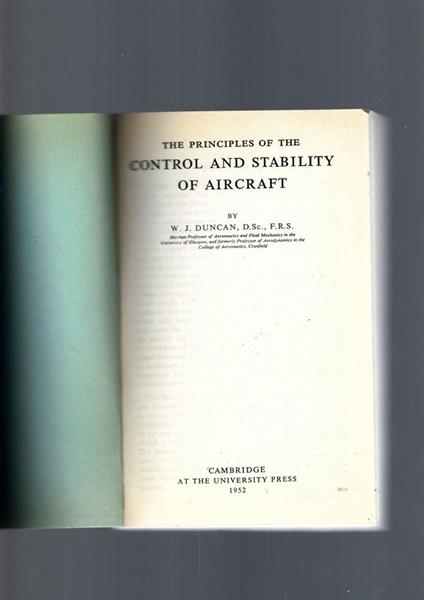 THE PRINCIPLES OF THE
CONTROL AND STABILITY
OF AIRCRAFT
BY
W. J. DUNCAN, D.Sc., F.R.S.
Mechan Professor of Aeronautics and Fluid Mechanics in the
University of Glasgow, and formerly Professor of Aerodynamics in the
College of Aeronautics, Cranfield
CAMBRIDGE
AT THE UNIVERSITY PRESS
1952